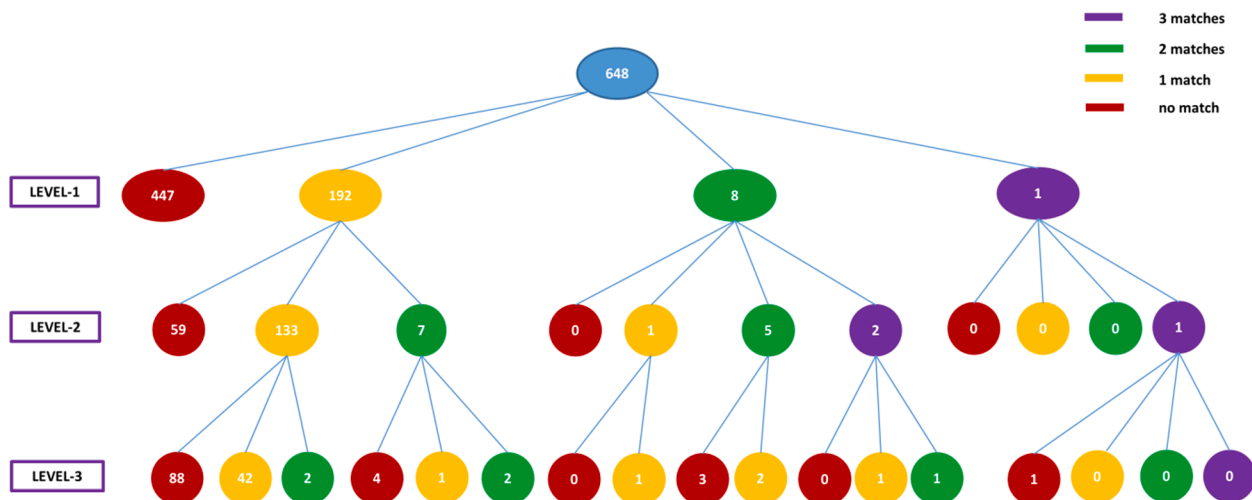 3 matches
2 matches
1 match
no match
648
LEVEL-1 447 192 8 1
LEVEL-2 59 133 7 0 1 5 2 0 0 0 1
LEVEL-3 88 42 2 4 1 2 0 1 3 2 0 1 1 1 0 0 0